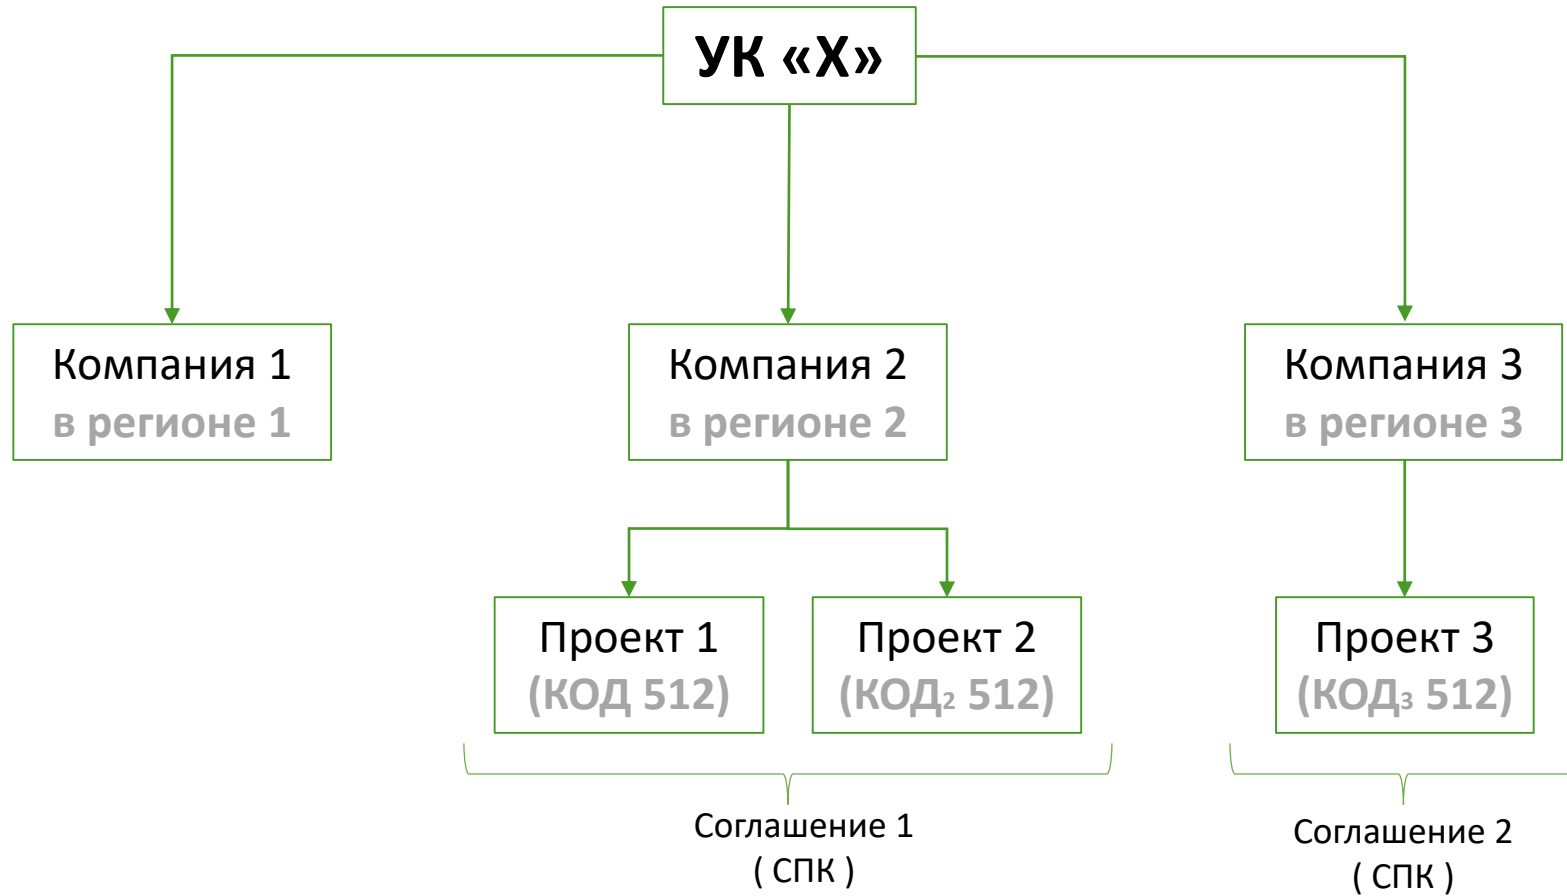 УК «Х»
Компания 1
в регионе 1
Компания 2
в регионе 2
Компания 3
в регионе 3
Проект 1
(КОД 512)
Проект 2
(КОД₂ 512)
Проект 3
(КОД₃ 512)
Соглашение 1
( СПК )
Соглашение 2
( СПК )